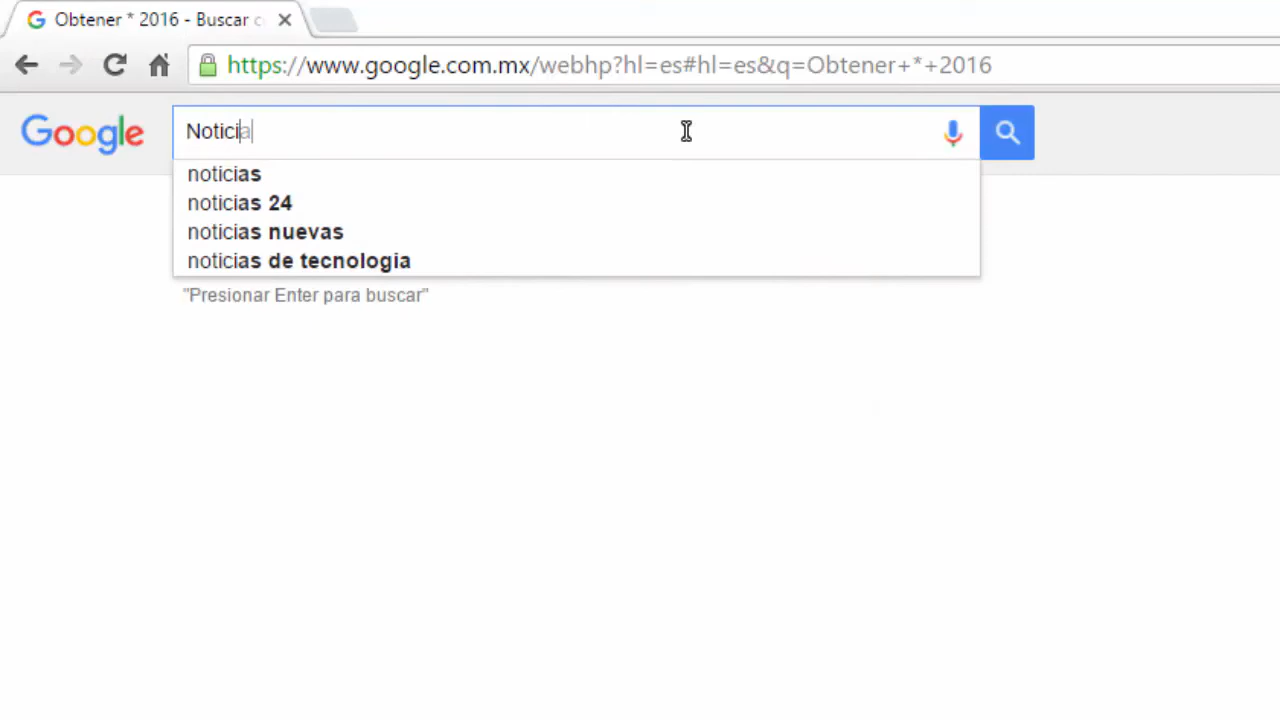 Obtener * 2016 - Buscar c
https://www.google.com.mx/webhp?hl=es#hl=es&q=Obtener+*+2016
Google
Noticia
noticias
noticias 24
noticias nuevas
noticias de tecnologia
"Presionar Enter para buscar"